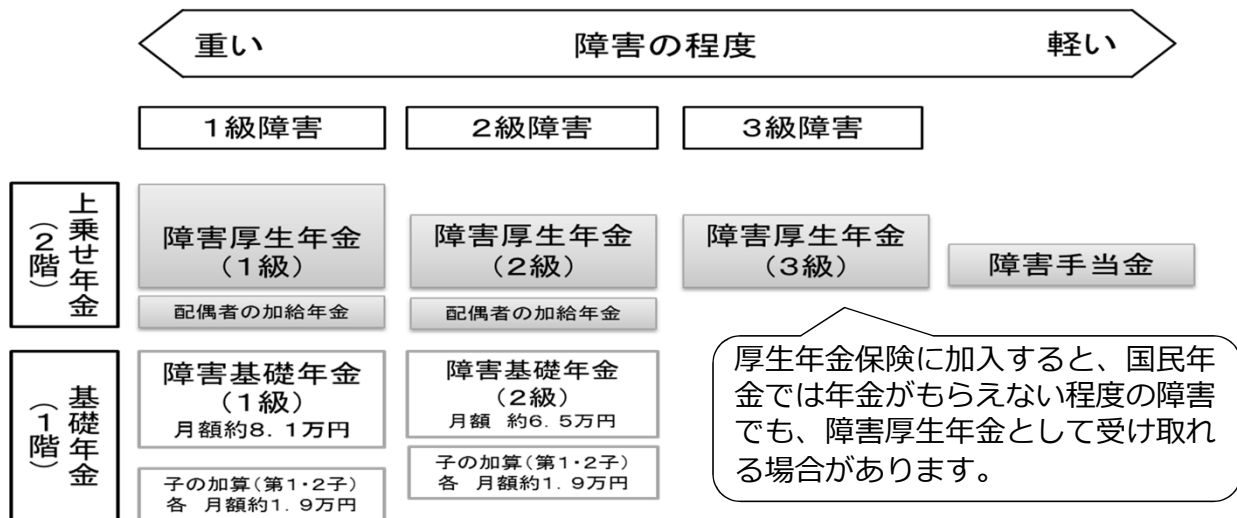 重い 障害の程度 軽い
1級障害 2級障害 3級障害
上乗せ年金
(2階)
障害厚生年金
(1級)
配偶者の加給年金
障害厚生年金
(2級)
配偶者の加給年金
障害厚生年金
(3級)
障害手当金
厚生年金保険に加入すると、国民年
金では年金がもらえない程度の障害
でも、障害厚生年金として受け取れ
る場合があります。
基礎年金
(1階)
障害基礎年金
(1級)
月額約8.1万円
子の加算(第1・2子)
各 月額約1.9万円
障害基礎年金
(2級)
月額 約6.5万円
子の加算(第1・2子)
各 月額約1.9万円